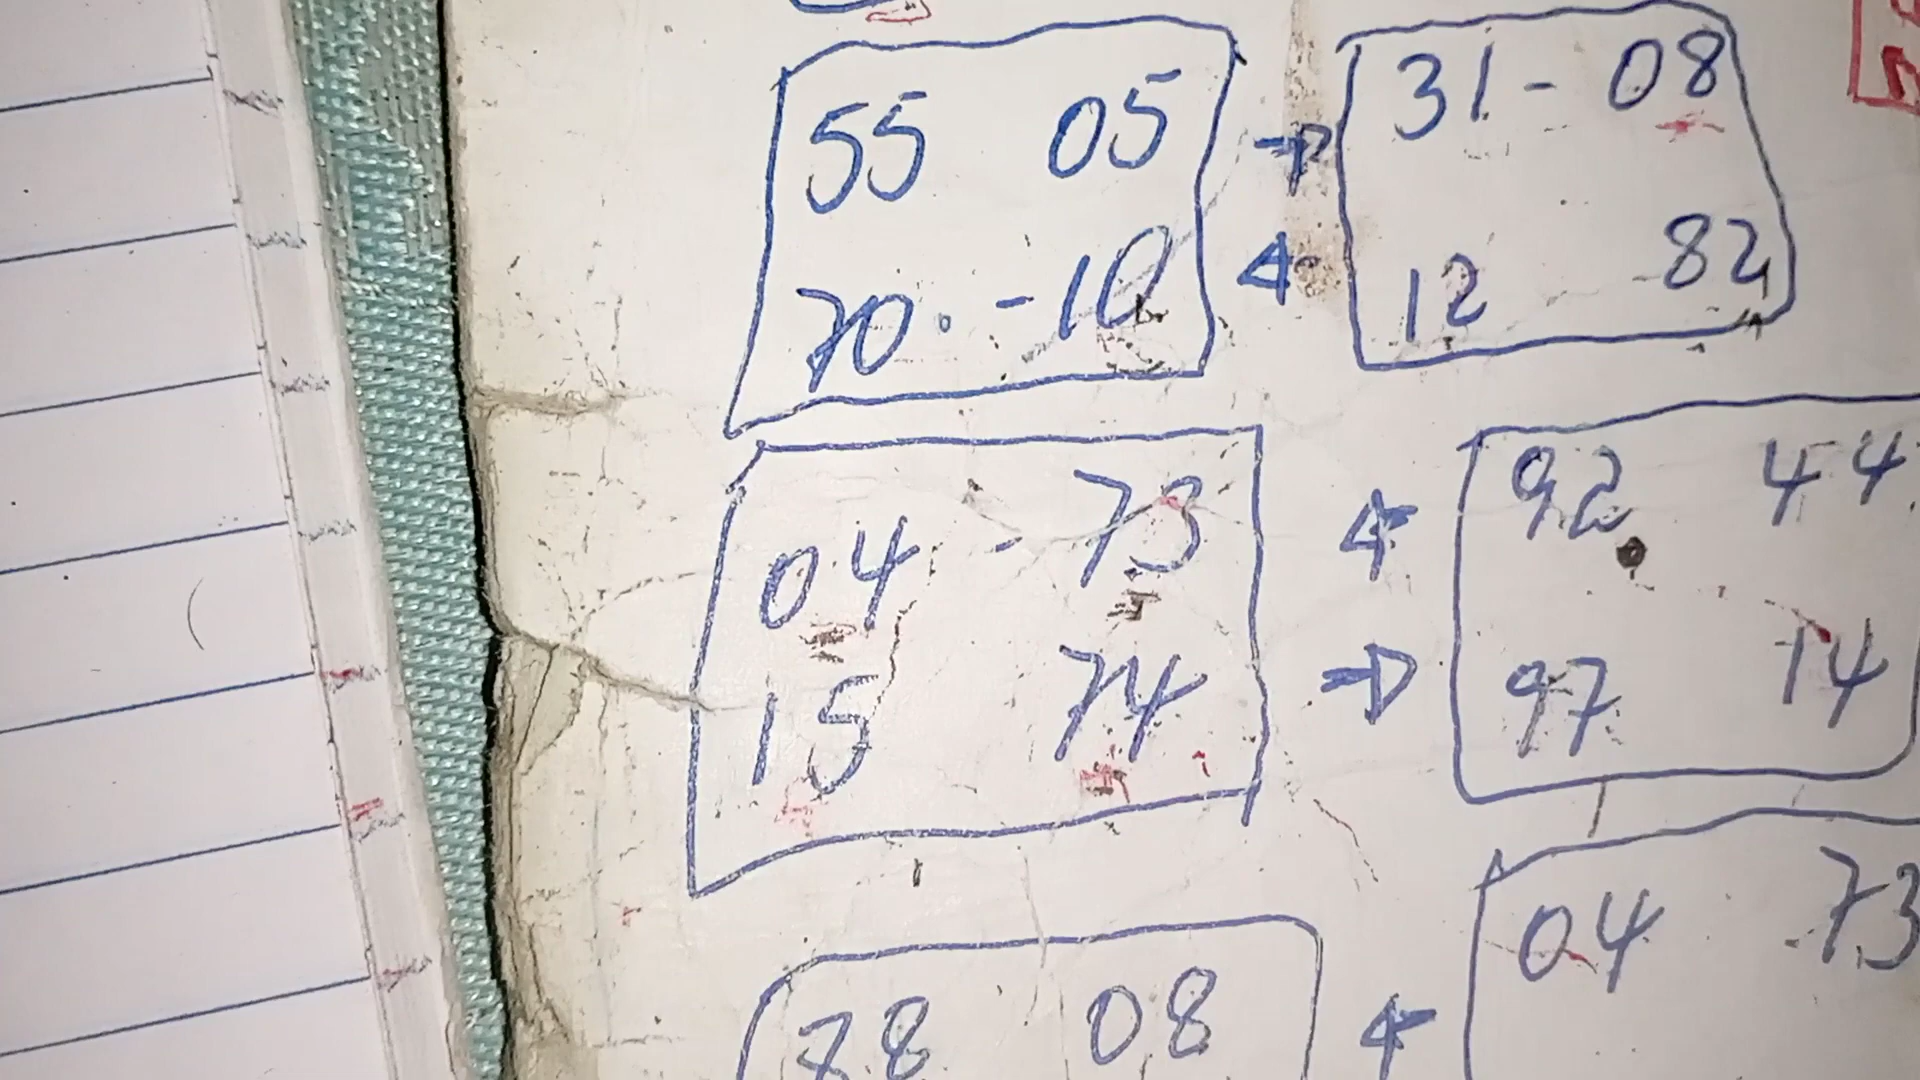 55 05 → 31 - 08
70. - 10 ← 12 82
04 - 73 ← 92 44
15 74 → 97 14
88 08 ← 04 - 73